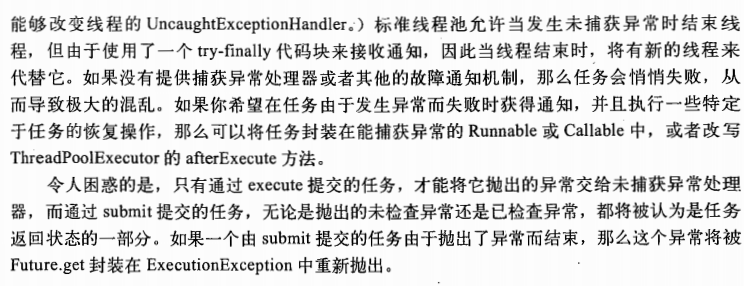 能够改变线程的 UncaughtExceptionHandler。）标准线程池允许当发生未捕获异常时结束线
程，但由于使用了一个 try-finally 代码块来接收通知，因此当线程结束时，将有新的线程来
代替它。如果没有提供捕获异常处理器或者其他的故障通知机制，那么任务会悄悄失败，从
而导致极大的混乱。如果你希望在任务由于发生异常而失败时获得通知，并且执行一些特定
于任务的恢复操作，那么可以将任务封装在能捕获异常的 Runnable 或 Callable 中，或者改写
ThreadPoolExecutor 的 afterExecute 方法。
令人困惑的是，只有通过 execute 提交的任务，才能将它抛出的异常交给未捕获异常处理
器，而通过 submit 提交的任务，无论是抛出的未检查异常还是已检查异常，都将被认为是任务
返回状态的一部分。如果一个由 submit 提交的任务由于抛出了异常而结束，那么这个异常将被
Future.get 封装在 ExecutionException 中重新抛出。